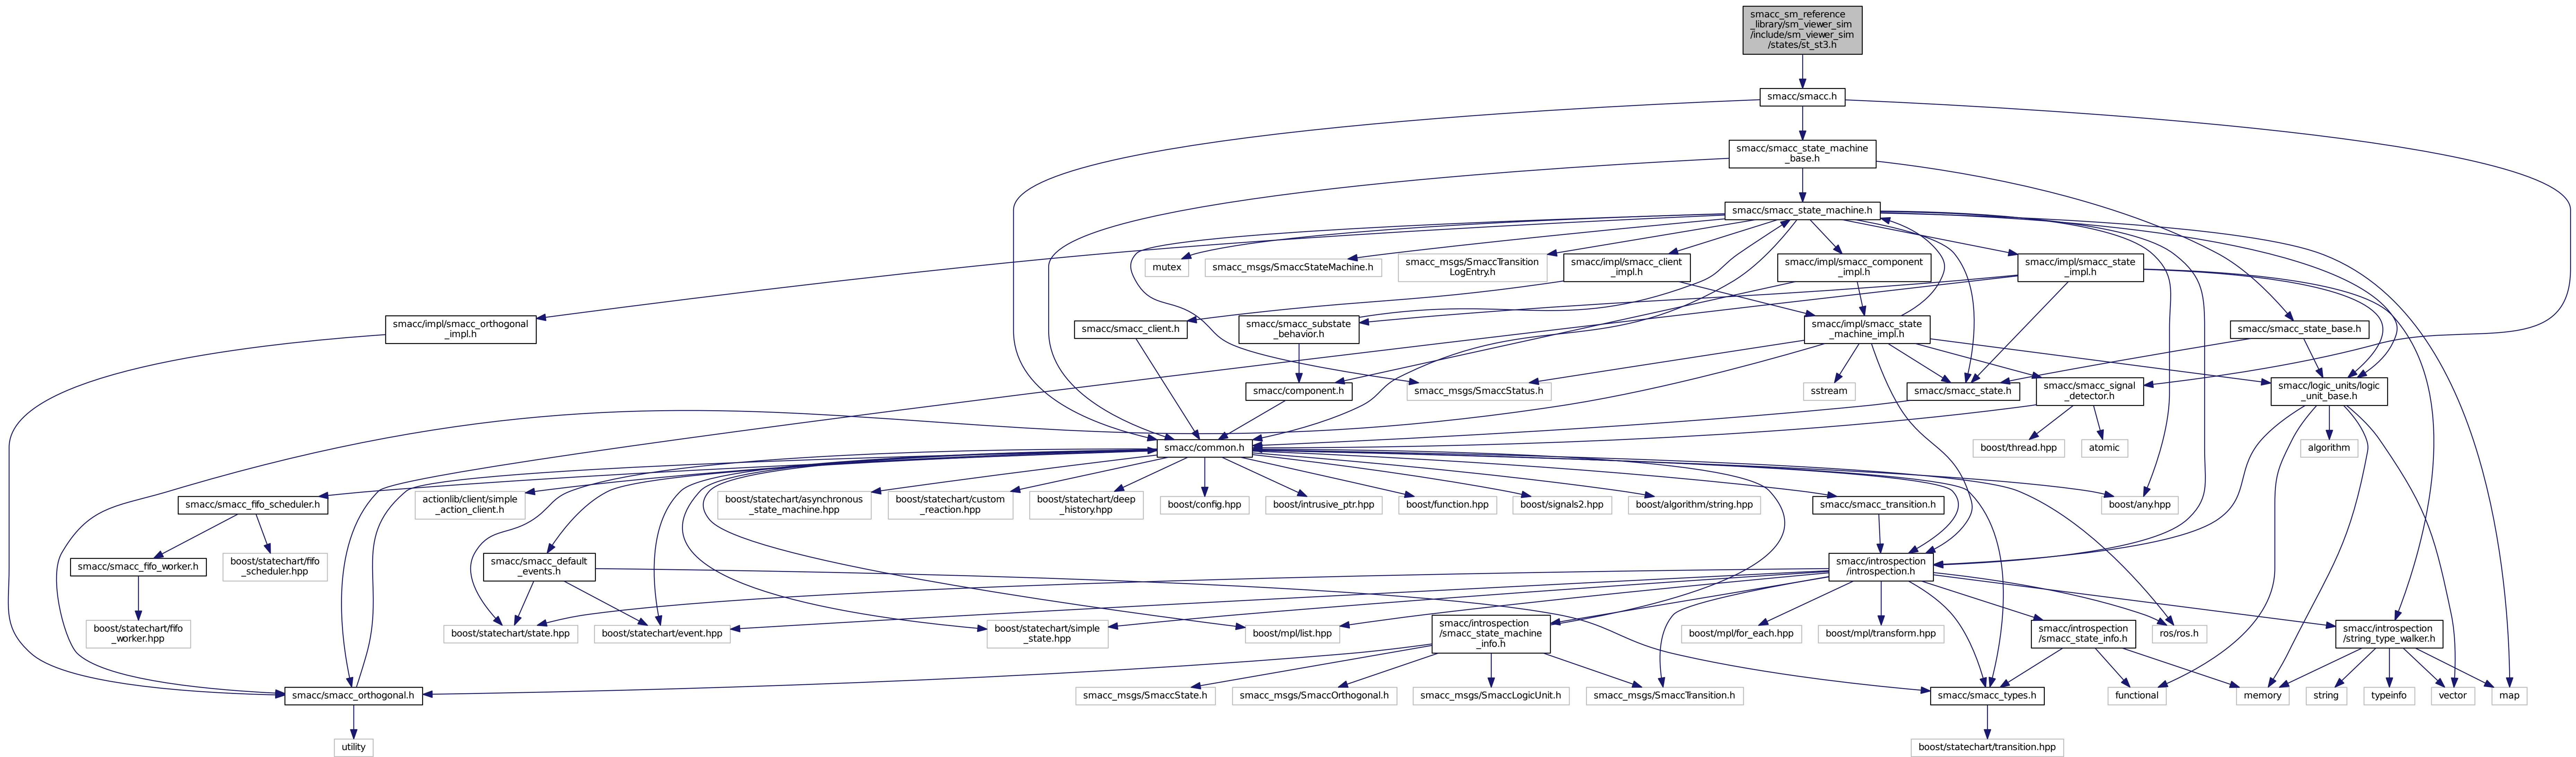 smacc_sm_reference
_library/sm_viewer_sim
/include/sm_viewer_sim
/states/st_st3.h
smacc/smacc.h
smacc/smacc_state_machine
_base.h
smacc/smacc_state_machine.h
mutex
smacc_msgs/SmaccStateMachine.h
smacc_msgs/SmaccTransition
LogEntry.h
smacc/impl/smacc_client
_impl.h
smacc/impl/smacc_component
_impl.h
smacc/impl/smacc_state
_impl.h
smacc/impl/smacc_orthogonal
_impl.h
smacc/smacc_client.h
smacc/smacc_substate
_behavior.h
smacc/impl/smacc_state
_machine_impl.h
smacc/smacc_state_base.h
smacc/component.h
smacc_msgs/SmaccStatus.h
sstream
smacc/smacc_state.h
smacc/smacc_signal
_detector.h
smacc/logic_units/logic
_unit_base.h
smacc/common.h
boost/thread.hpp
atomic
algorithm
smacc/smacc_fifo_scheduler.h
actionlib/client/simple
_action_client.h
boost/statechart/asynchronous
_state_machine.hpp
boost/statechart/custom
_reaction.hpp
boost/statechart/deep
_history.hpp
boost/config.hpp
boost/intrusive_ptr.hpp
boost/function.hpp
boost/signals2.hpp
boost/algorithm/string.hpp
smacc/smacc_transition.h
boost/any.hpp
smacc/smacc_fifo_worker.h
boost/statechart/fifo
_scheduler.hpp
smacc/smacc_default
_events.h
smacc/introspection
/introspection.h
boost/statechart/fifo
_worker.hpp
boost/statechart/state.hpp
boost/statechart/event.hpp
boost/statechart/simple
_state.hpp
boost/mpl/list.hpp
smacc/introspection
/smacc_state_machine
_info.h
boost/mpl/for_each.hpp
boost/mpl/transform.hpp
smacc/introspection
/smacc_state_info.h
ros/ros.h
smacc/introspection
/string_type_walker.h
smacc/smacc_orthogonal.h
smacc_msgs/SmaccState.h
smacc_msgs/SmaccOrthogonal.h
smacc_msgs/SmaccLogicUnit.h
smacc_msgs/SmaccTransition.h
smacc/smacc_types.h
functional
memory
string
typeinfo
vector
map
utility
boost/statechart/transition.hpp